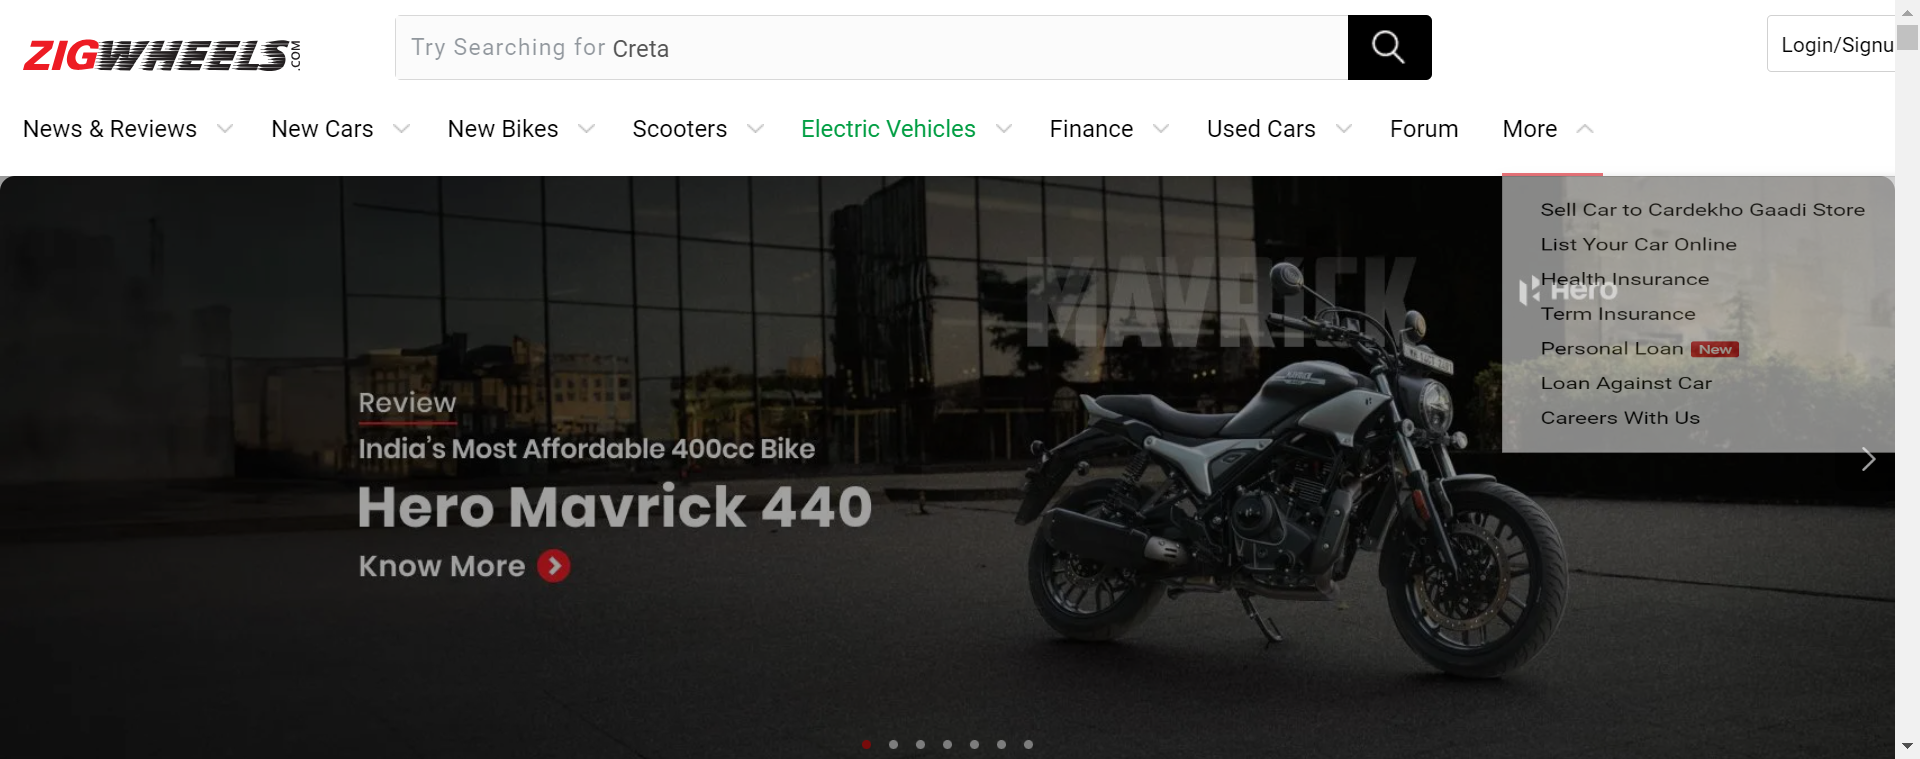 ZIGWHEELS.COM
Try Searching for Creta
Login/Signu
News & Reviews
New Cars
New Bikes
Scooters
Electric Vehicles
Finance
Used Cars
Forum
More
Sell Car to Cardekho Gaadi Store
List Your Car Online
Health Insurance
Hero
Term Insurance
Personal Loan New
Loan Against Car
Careers With Us
MAVRICK
Review
India's Most Affordable 400cc Bike
Hero Mavrick 440
Know More